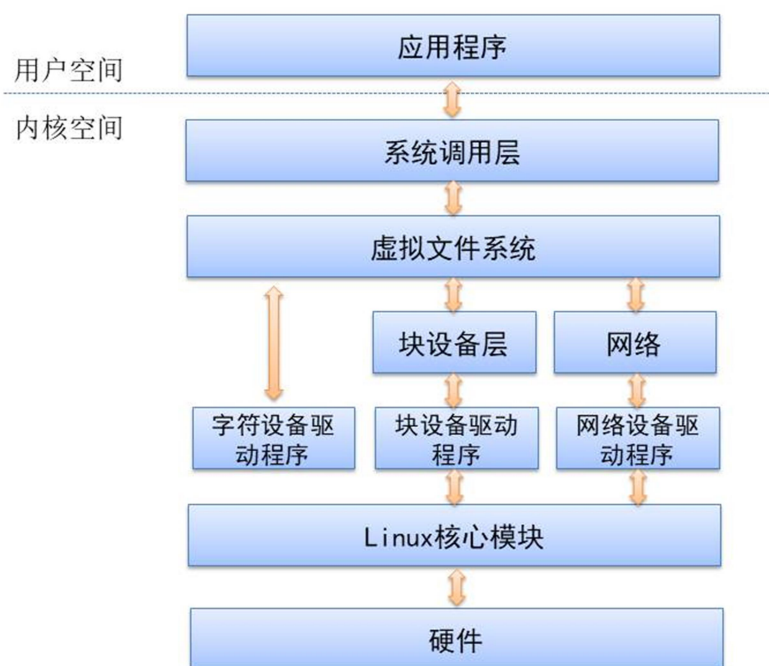 应用程序
用户空间
内核空间
系统调用层
虚拟文件系统
块设备层
网络
字符设备驱
动程序
块设备驱动
程序
网络设备驱
动程序
Linux核心模块
硬件